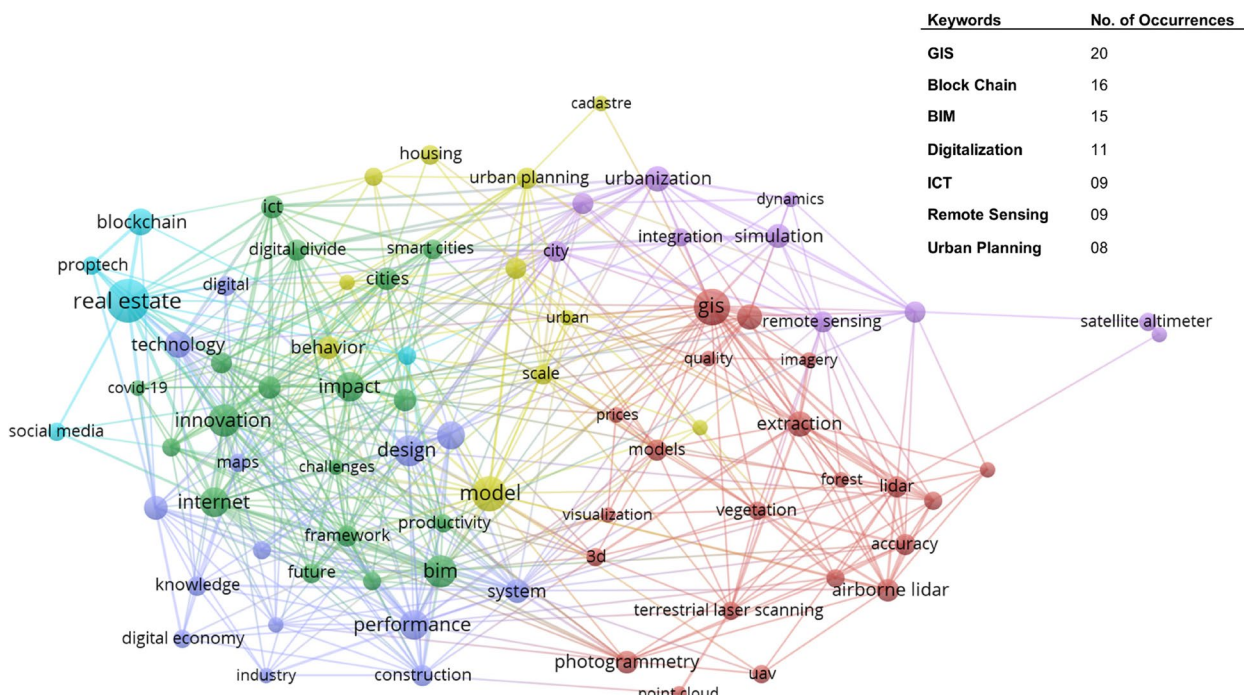 Keywords No. of Occurrences
GIS 20
Block Chain 16
BIM 15
Digitalization 11
ICT 09
Remote Sensing 09
Urban Planning 08
cadastre
housing
urban planning
urbanization
dynamics
ict
blockchain
digital divide
smart cities
city
integration
simulation
proptech
digital
cities
real estate
gis
urban
remote sensing
satellite altimeter
technology
behavior
quality
imagery
scale
covid-19
impact
innovation
prices
extraction
social media
maps
challenges
design
models
model
forest
lidar
internet
productivity
visualization
vegetation
framework
accuracy
future
bim
3d
knowledge
system
airborne lidar
terrestrial laser scanning
performance
digital economy
industry
construction
photogrammetry
uav
point cloud